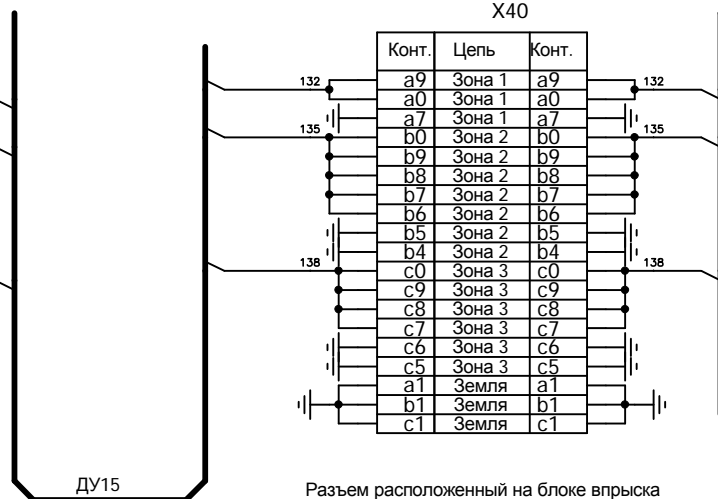 X40
Конт. Цепь Конт.
132 a9 Зона 1 a9 132
a0 Зона 1 a0
a7 Зона 1 a7
135 b0 Зона 2 b0 135
b9 Зона 2 b9
b8 Зона 2 b8
b7 Зона 2 b7
b6 Зона 2 b6
b5 Зона 2 b5
b4 Зона 2 b4
138 c0 Зона 3 c0 138
c9 Зона 3 c9
c8 Зона 3 c8
c7 Зона 3 c7
c6 Зона 3 c6
c5 Зона 3 c5
a1 Земля a1
b1 Земля b1
c1 Земля c1
ДУ15
Разъем расположенный на блоке впрыска